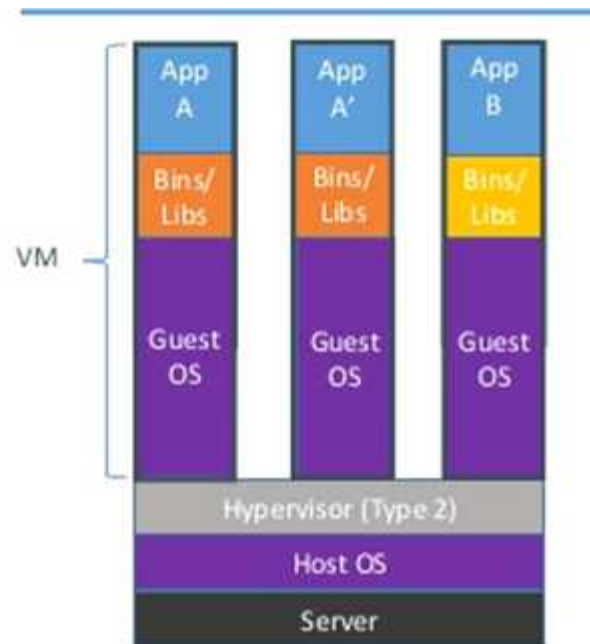 App
A
App
A’
App
B
Bins/
Libs
Bins/
Libs
Bins/
Libs
VM
Guest
OS
Guest
OS
Guest
OS
Hypervisor (Type 2)
Host OS
Server